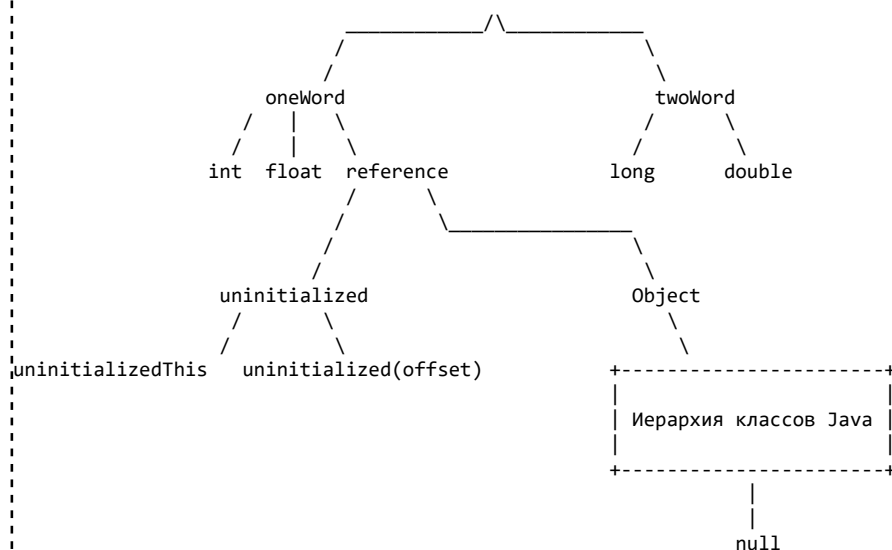 oneWord twoWord
int float reference long double
uninitialized Object
uninitializedThis uninitialized(offset)
Иерархия классов Java
null